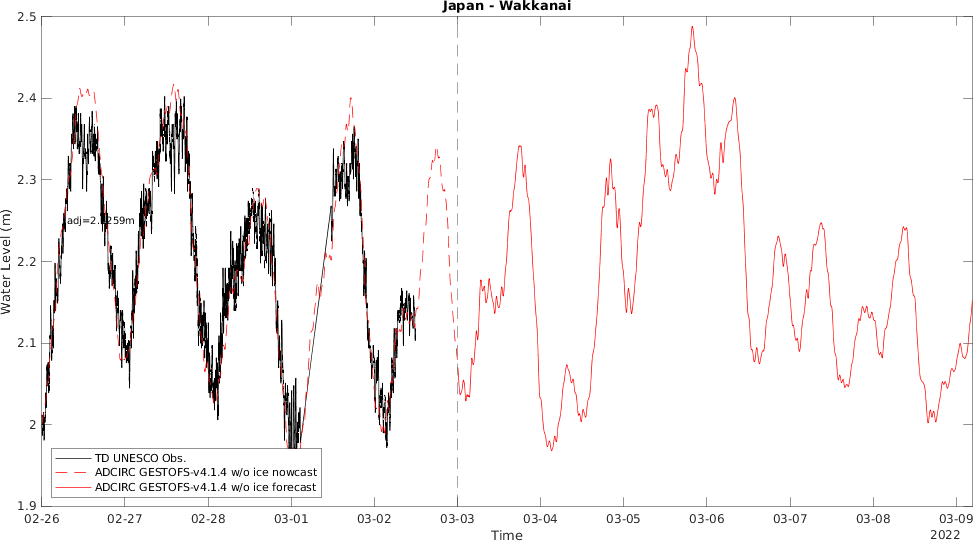 Japan - Wakkanai
2.5
2.4
2.3
2.2
2.1
2
1.9
Water Level (m)
TD UNESCO Obs.
ADCIRC GESTOFS-v4.1.4 w/o ice nowcast
ADCIRC GESTOFS-v4.1.4 w/o ice forecast
02-26 02-27 02-28 03-01 03-02 03-03 03-04 03-05 03-06 03-07 03-08 03-09
Time
2022